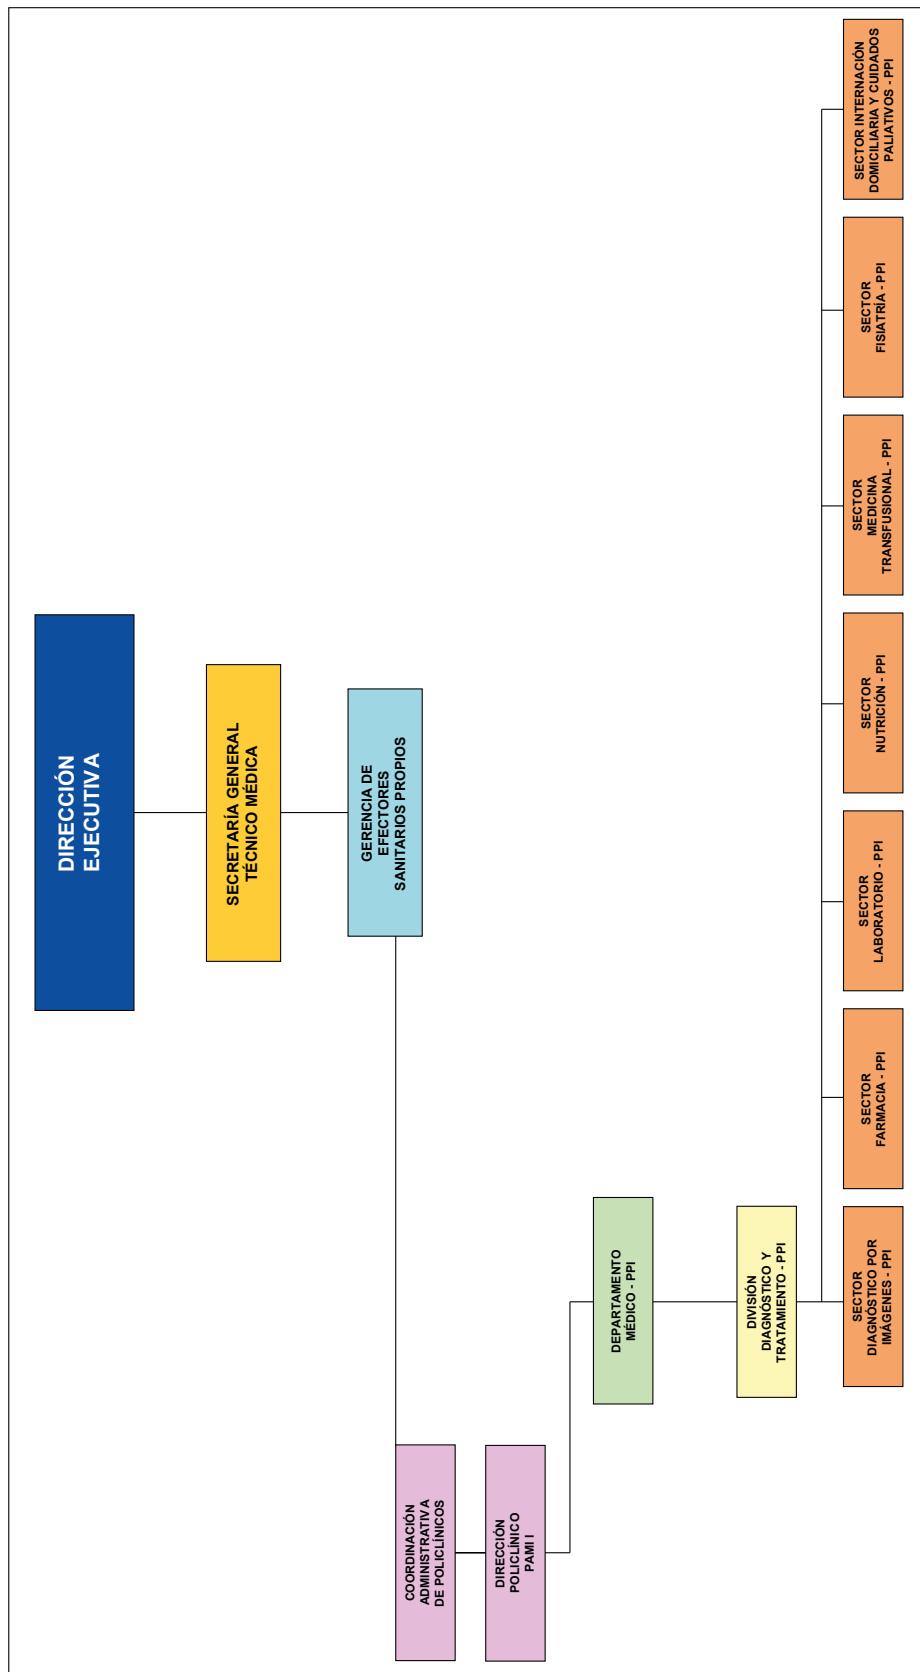 DIRECCIÓN
EJECUTIVA
SECRETARÍA GENERAL
TÉCNICO MÉDICA
GERENCIA DE
EFECTORES
SANITARIOS PROPIOS
COORDINACIÓN
ADMINISTRATIVA
DE POLICLÍNICOS
DIRECCIÓN
POLICLÍNICO
PAMI I
DEPARTAMENTO
MÉDICO - PPI
DIVISIÓN
DIAGNÓSTICO Y
TRATAMIENTO - PPI
SECTOR
DIAGNÓSTICO POR
IMÁGENES - PPI
SECTOR
FARMACIA - PPI
SECTOR
LABORATORIO - PPI
SECTOR
NUTRICIÓN - PPI
SECTOR
MEDICINA
TRANSFUSIONAL - PPI
SECTOR
FISIATRÍA - PPI
SECTOR INTERNACIÓN
DOMICILIARIA Y CUIDADOS
PALIATIVOS - PPI